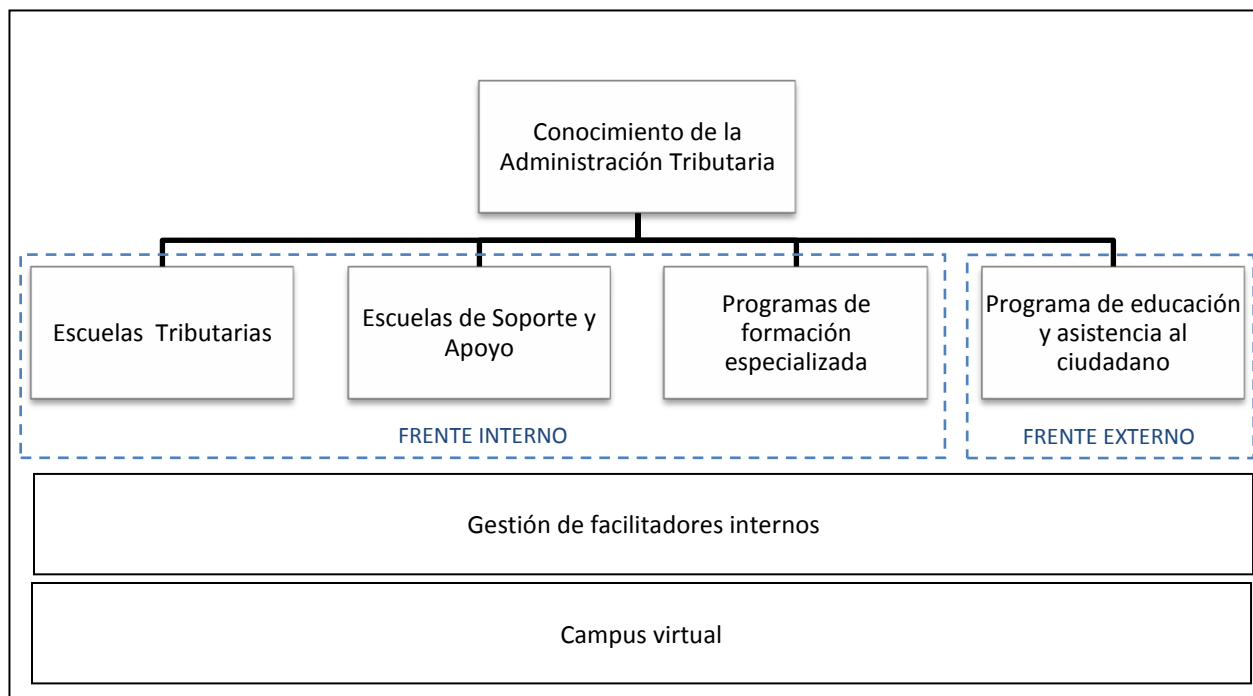 Conocimiento de la
Administración Tributaria
Escuelas Tributarias
Escuelas de Soporte y
Apoyo
Programas de
formación
especializada
Programa de educación
y asistencia al
ciudadano
FRENTE INTERNO
FRENTE EXTERNO
Gestión de facilitadores internos
Campus virtual